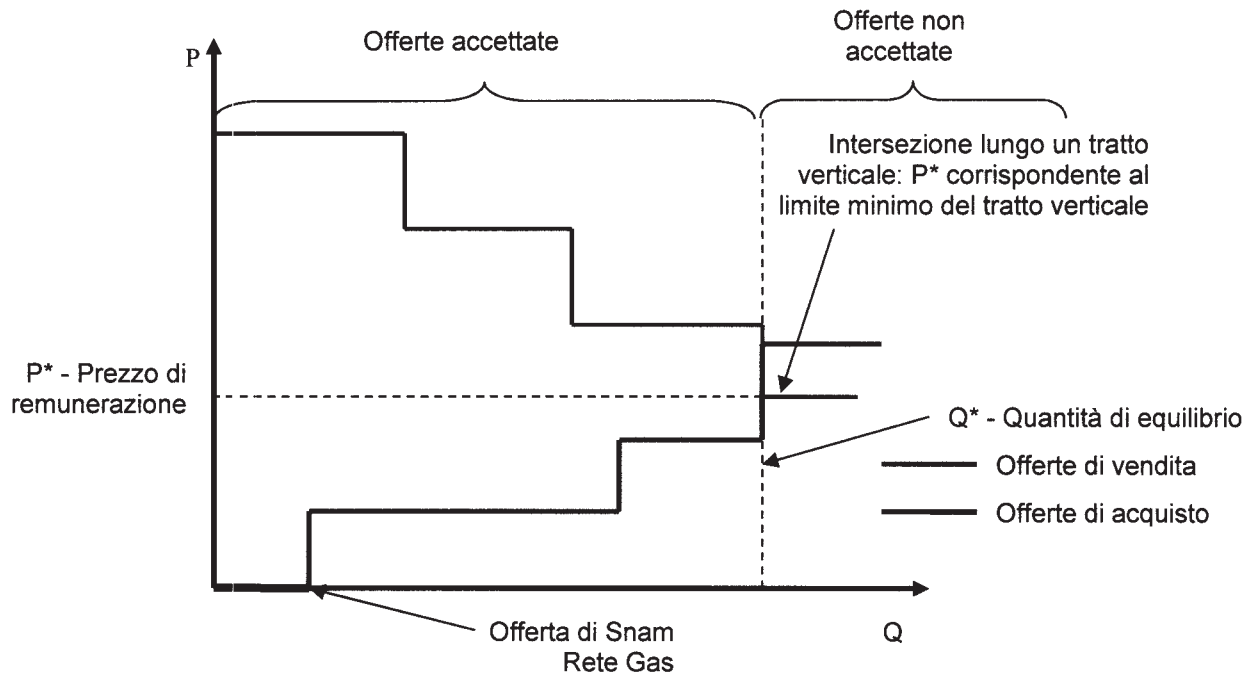 Offerte accettate
Offerte non
accettate
P
Intersezione lungo un tratto
verticale: P* corrispondente al
limite minimo del tratto verticale
P* - Prezzo di
remunerazione
Q* - Quantità di equilibrio
Offerte di vendita
Offerte di acquisto
Offerta di Snam
Rete Gas
Q